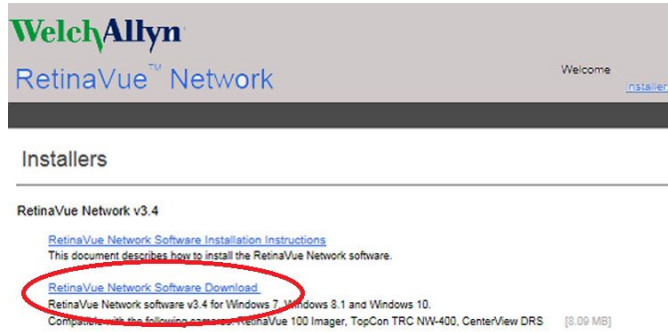 WelchAllyn
RetinaVue™ Network
Welcome
Installer
Installers
RetinaVue Network v3.4
RetinaVue Network Software Installation Instructions
This document describes how to install the RetinaVue Network software.
RetinaVue Network Software Download
RetinaVue Network software v3.4 for Windows 7, Windows 8.1 and Windows 10.
Compatible with the following cameras: RetinaVue 100 Imager, TopCon TRC NW-400, CenterView DRS [8.09 MB]